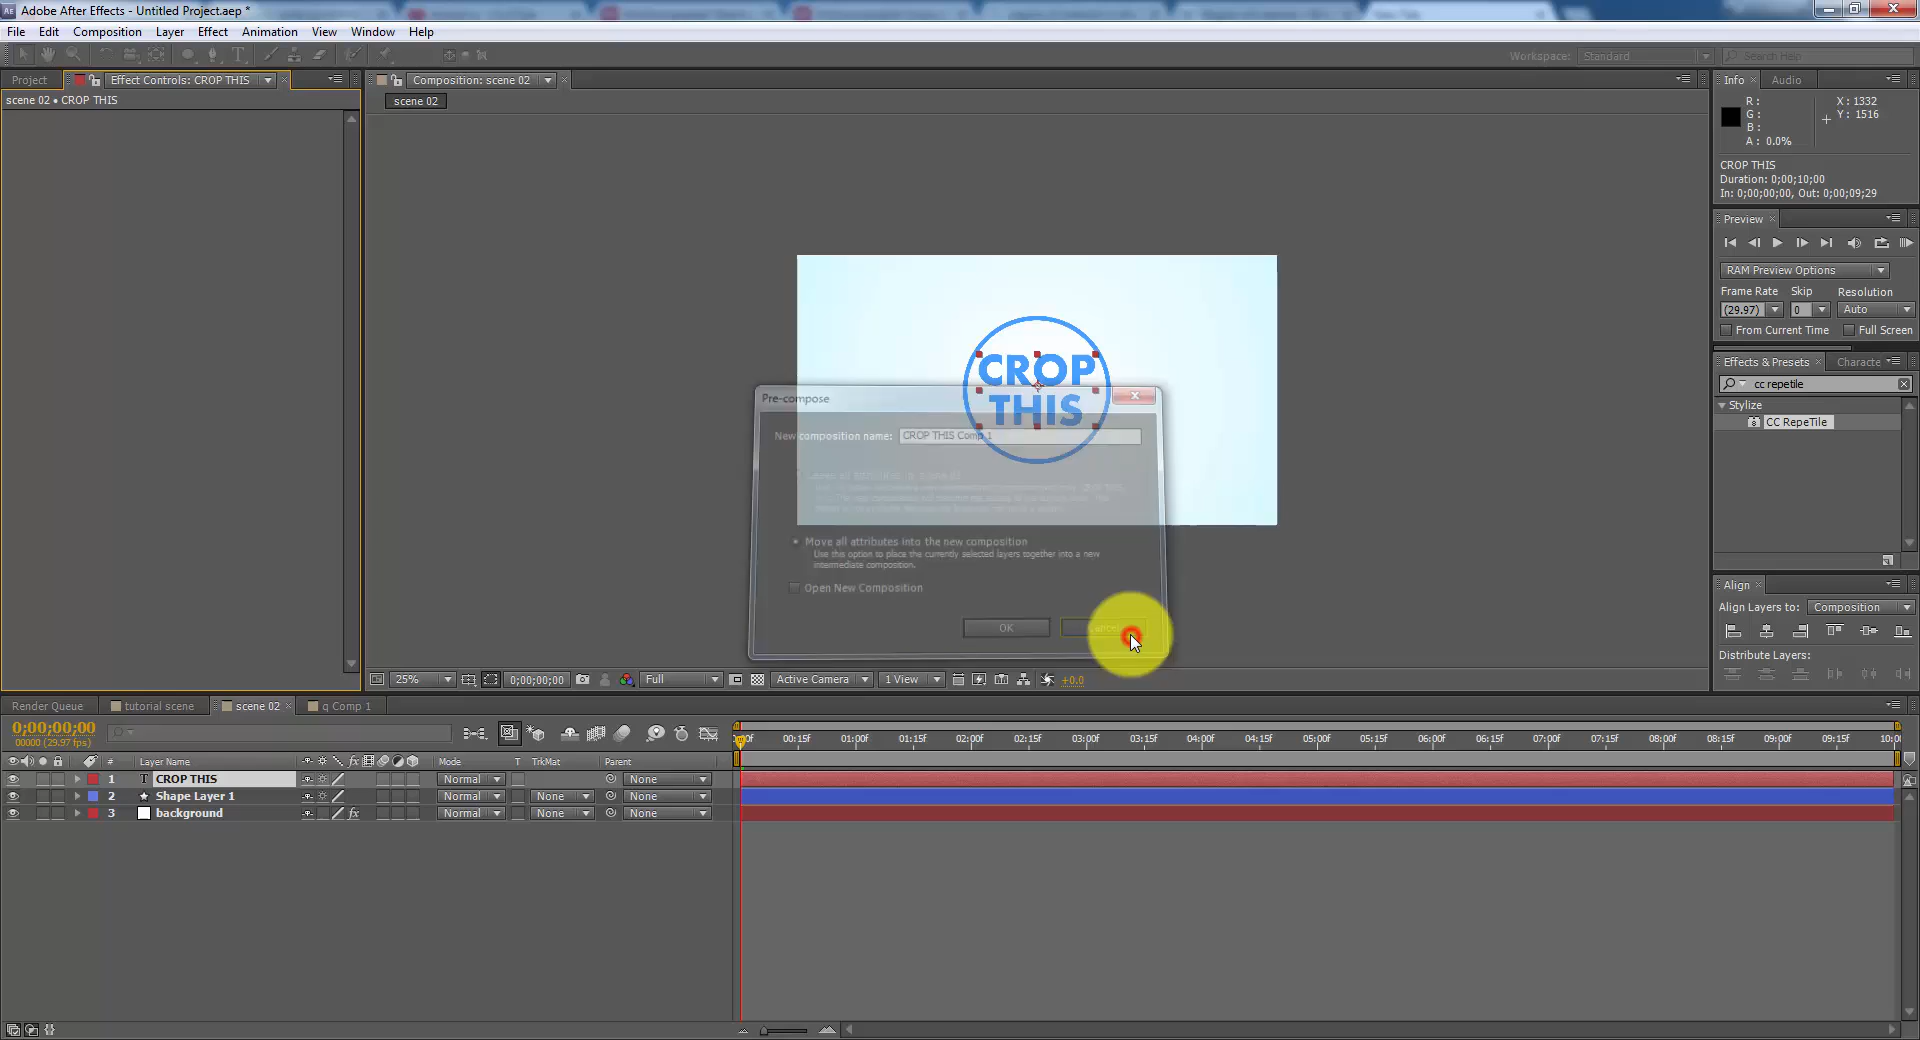 Adobe After Effects - Untitled Project.aep *
File Edit Composition Layer Effect Animation View Window Help
Workspace: Standard Search Help
Project Effect Controls: CROP THIS Composition: scene 02 Info Audio
scene 02 • CROP THIS
scene 02
R :
G :
B :
A : 0.0%
X : 1332
Y : 1516
CROP THIS
Duration: 0;00;10;00
In: 0;00;00;00, Out: 0;00;09;29
Preview
RAM Preview Options
Frame Rate Skip Resolution
(29.97) 0 Auto
From Current Time Full Screen
Effects & Presets Characte
cc repetile
Stylize
CC RepeTile
CROP
THIS
Pre-compose
New composition name: CROP THIS Comp 1
Move all attributes into the new composition
Use this option to place the currently selected layers together into a new
intermediate composition.
Open New Composition
OK Cancel
Align
Align Layers to: Composition
Distribute Layers:
25% 0;00;00;00 Full Active Camera 1 View +0.0
Render Queue tutorial scene scene 02 q Comp 1
0;00;00;00
00000 (29.97 fps)
00f 00:15f 01:00f 01:15f 02:00f 02:15f 03:00f 03:15f 04:00f 04:15f 05:00f 05:15f 06:00f 06:15f 07:00f 07:15f 08:00f 08:15f 09:00f 09:15f 10:0
# Layer Name fx Mode T TrkMat Parent
1 T CROP THIS Normal None
2 Shape Layer 1 Normal None None
3 background fx Normal None None